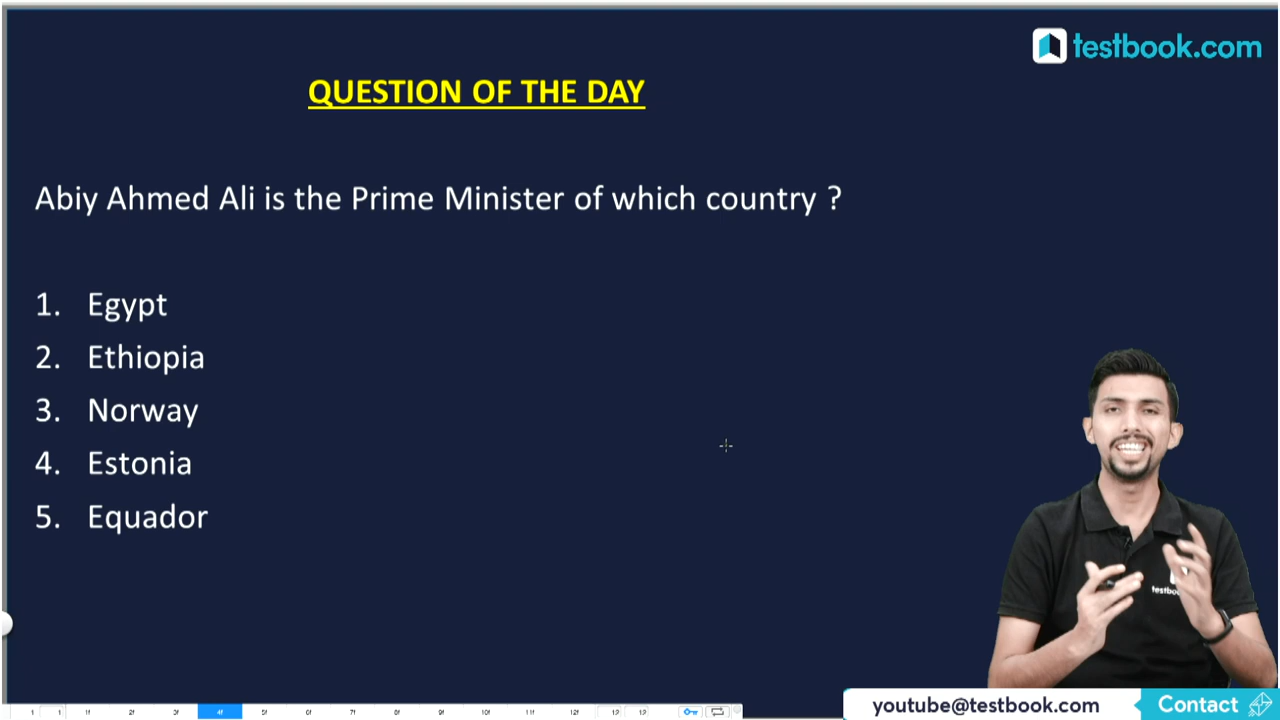 testbook.com
QUESTION OF THE DAY
Abiy Ahmed Ali is the Prime Minister of which country ?
1. Egypt
2. Ethiopia
3. Norway
4. Estonia
5. Equador
youtube@testbook.com Contact